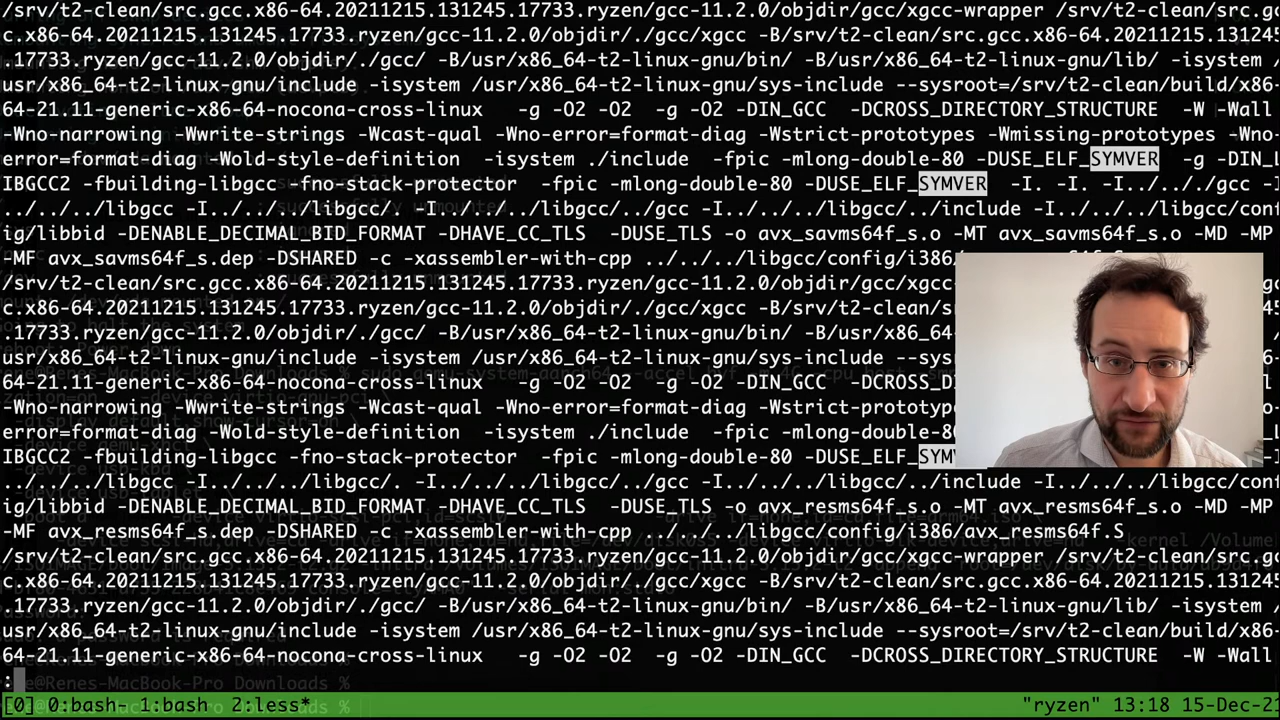 /srv/t2-clean/src.gcc.x86-64.20211215.131245.17733.ryzen/gcc-11.2.0/objdir/gcc/xgcc-wrapper /srv/t2-clean/src.gc
c.x86-64.20211215.131245.17733.ryzen/gcc-11.2.0/objdir/./gcc/xgcc -B/srv/t2-clean/src.gcc.x86-64.20211215.131245
.17733.ryzen/gcc-11.2.0/objdir/./gcc/ -B/usr/x86_64-t2-linux-gnu/bin/ -B/usr/x86_64-t2-linux-gnu/lib/ -isystem /
usr/x86_64-t2-linux-gnu/include -isystem /usr/x86_64-t2-linux-gnu/sys-include --sysroot=/srv/t2-clean/build/x86-
64-21.11-generic-x86-64-nocona-cross-linux   -g -O2 -O2  -g -O2 -DIN_GCC  -DCROSS_DIRECTORY_STRUCTURE  -W -Wall
-Wno-narrowing -Wwrite-strings -Wcast-qual -Wno-error=format-diag -Wstrict-prototypes -Wmissing-prototypes -Wno-
error=format-diag -Wold-style-definition  -isystem ./include  -fpic -mlong-double-80 -DUSE_ELF_SYMVER  -g -DIN_L
IBGCC2 -fbuilding-libgcc -fno-stack-protector  -fpic -mlong-double-80 -DUSE_ELF_SYMVER  -I. -I. -I../.././gcc -I
../../../libgcc -I../../../libgcc/. -I../../../libgcc/../gcc -I../../../libgcc/../include -I../../../libgcc/conf
ig/libbid -DENABLE_DECIMAL_BID_FORMAT -DHAVE_CC_TLS  -DUSE_TLS -o avx_savms64f_s.o -MT avx_savms64f_s.o -MD -MP
-MF avx_savms64f_s.dep -DSHARED -c -xassembler-with-cpp ../../../libgcc/config/i386/
/srv/t2-clean/src.gcc.x86-64.20211215.131245.17733.ryzen/gcc-11.2.0/objdir/gcc/xgcc-
c.x86-64.20211215.131245.17733.ryzen/gcc-11.2.0/objdir/./gcc/xgcc -B/srv/t2-clean/sr
.17733.ryzen/gcc-11.2.0/objdir/./gcc/ -B/usr/x86_64-t2-linux-gnu/bin/ -B/usr/x86_64-
usr/x86_64-t2-linux-gnu/include -isystem /usr/x86_64-t2-linux-gnu/sys-include --sysr
64-21.11-generic-x86-64-nocona-cross-linux   -g -O2 -O2  -g -O2 -DIN_GCC  -DCROSS_D
-Wno-narrowing -Wwrite-strings -Wcast-qual -Wno-error=format-diag -Wstrict-prototype
error=format-diag -Wold-style-definition  -isystem ./include  -fpic -mlong-double-8
IBGCC2 -fbuilding-libgcc -fno-stack-protector  -fpic -mlong-double-80 -DUSE_ELF_SYM
../../../libgcc -I../../../libgcc/. -I../../../libgcc/../gcc -I../../../libgcc/../include -I../../../libgcc/conf
ig/libbid -DENABLE_DECIMAL_BID_FORMAT -DHAVE_CC_TLS  -DUSE_TLS -o avx_resms64f_s.o -MT avx_resms64f_s.o -MD -MP
-MF avx_resms64f_s.dep -DSHARED -c -xassembler-with-cpp ../../../libgcc/config/i386/avx_resms64f.S
/srv/t2-clean/src.gcc.x86-64.20211215.131245.17733.ryzen/gcc-11.2.0/objdir/gcc/xgcc-wrapper /srv/t2-clean/src.gc
c.x86-64.20211215.131245.17733.ryzen/gcc-11.2.0/objdir/./gcc/xgcc -B/srv/t2-clean/src.gcc.x86-64.20211215.131245
.17733.ryzen/gcc-11.2.0/objdir/./gcc/ -B/usr/x86_64-t2-linux-gnu/bin/ -B/usr/x86_64-t2-linux-gnu/lib/ -isystem /
usr/x86_64-t2-linux-gnu/include -isystem /usr/x86_64-t2-linux-gnu/sys-include --sysroot=/srv/t2-clean/build/x86-
64-21.11-generic-x86-64-nocona-cross-linux   -g -O2 -O2  -g -O2 -DIN_GCC  -DCROSS_DIRECTORY_STRUCTURE  -W -Wall
:
[0] 0:bash- 1:bash  2:less*    "ryzen" 13:18 15-Dec-21